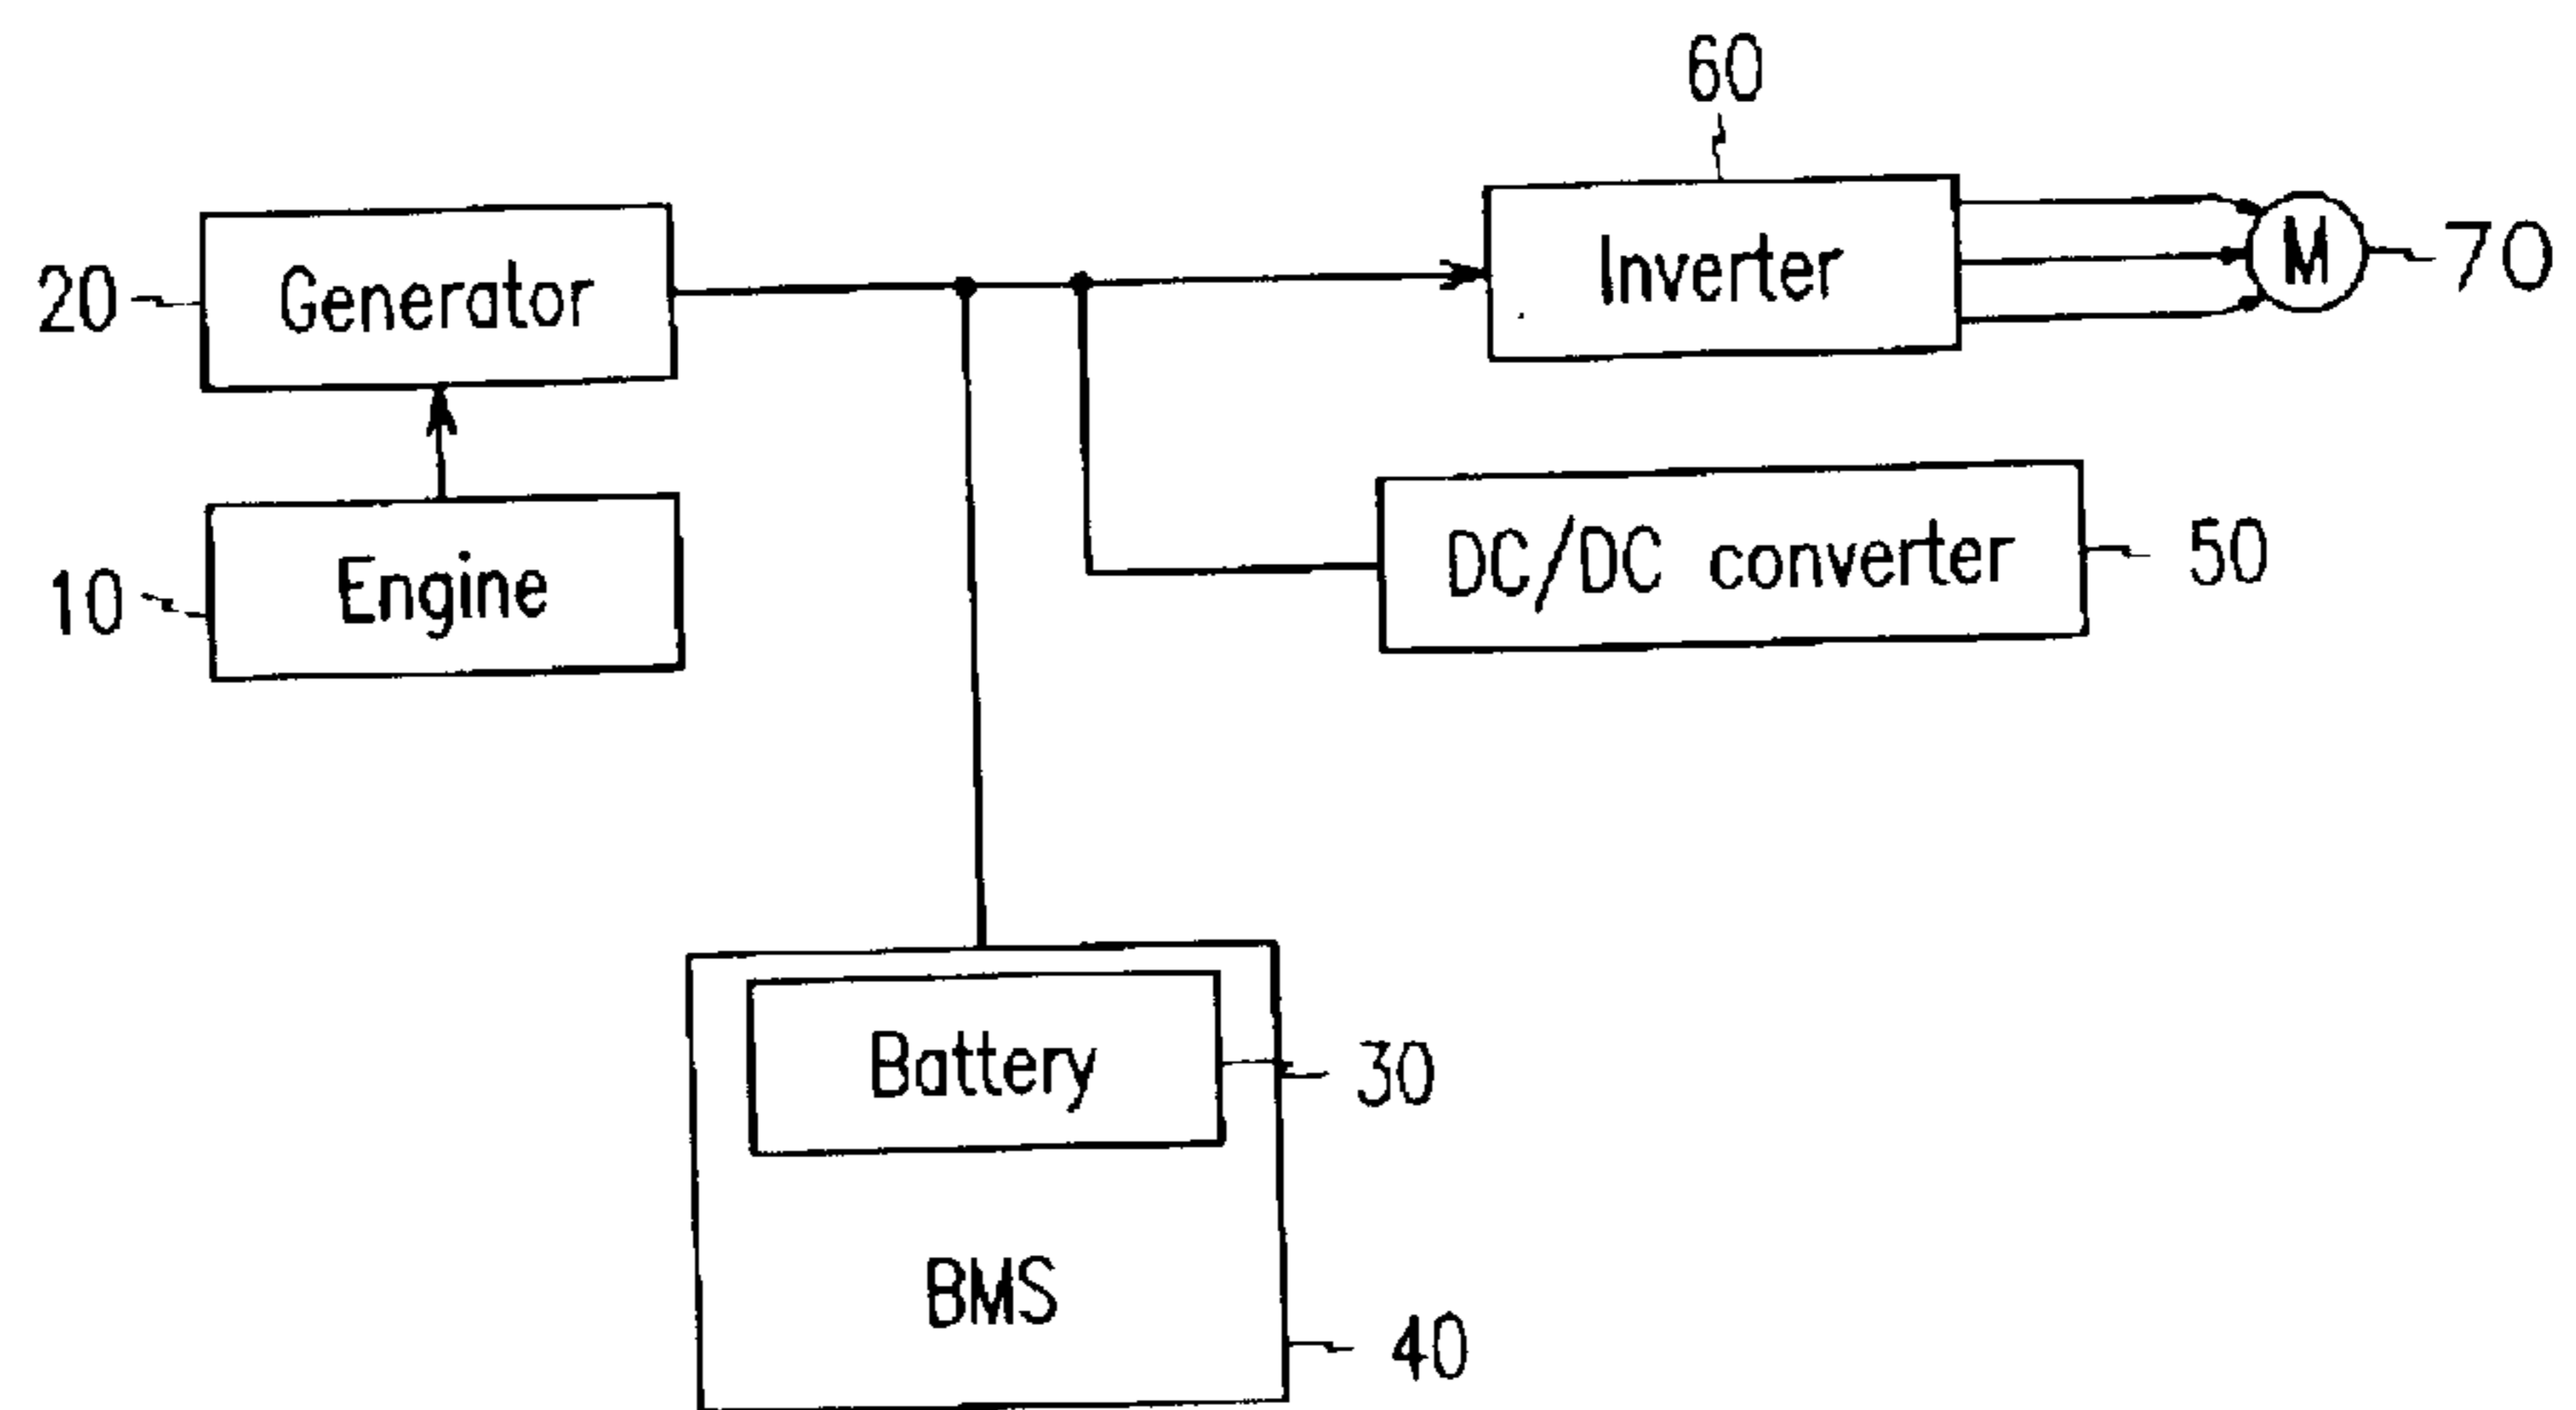 60
20
Generator
Inverter
M
70
10
Engine
DC/DC converter
50
Battery
30
BMS
40